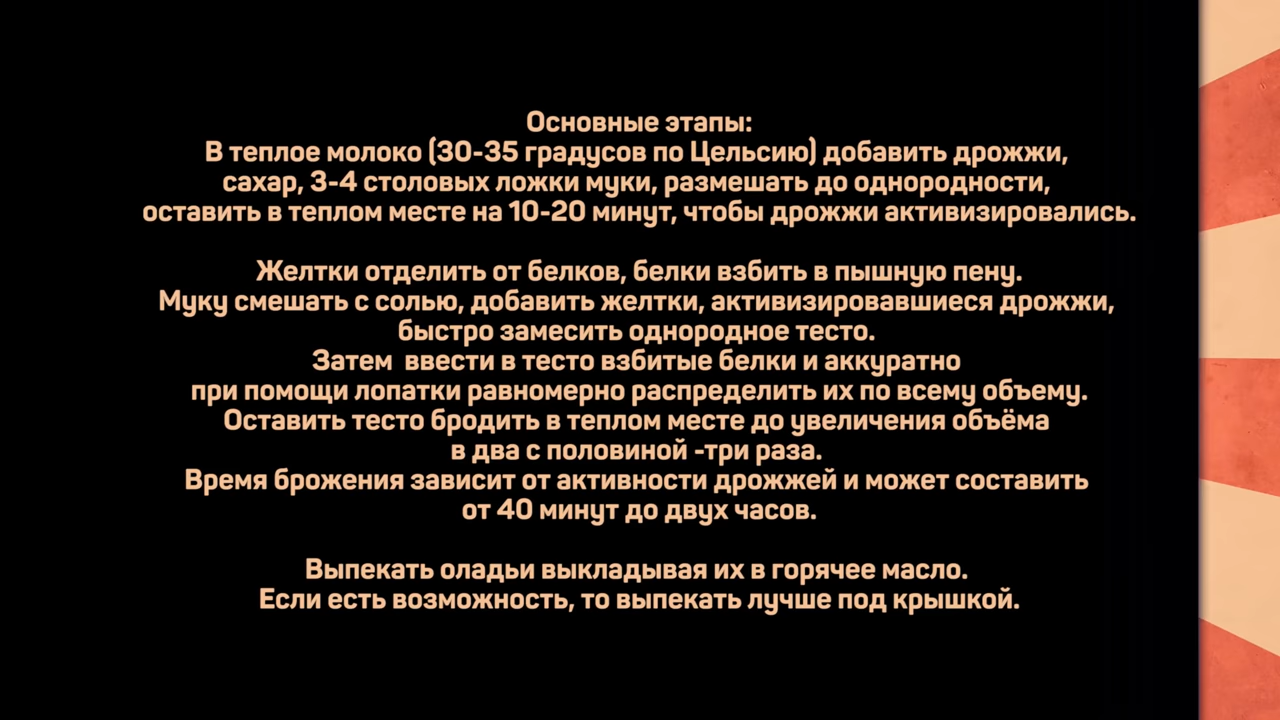 Основные этапы:
В теплое молоко (30-35 градусов по Цельсию) добавить дрожжи,
сахар, 3-4 столовых ложки муки, размешать до однородности,
оставить в теплом месте на 10-20 минут, чтобы дрожжи активизировались.
Желтки отделить от белков, белки взбить в пышную пену.
Муку смешать с солью, добавить желтки, активизировавшиеся дрожжи,
быстро замесить однородное тесто.
Затем  ввести в тесто взбитые белки и аккуратно
при помощи лопатки равномерно распределить их по всему объему.
Оставить тесто бродить в теплом месте до увеличения объёма
в два с половиной -три раза.
Время брожения зависит от активности дрожжей и может составить
от 40 минут до двух часов.
Выпекать оладьи выкладывая их в горячее масло.
Если есть возможность, то выпекать лучше под крышкой.